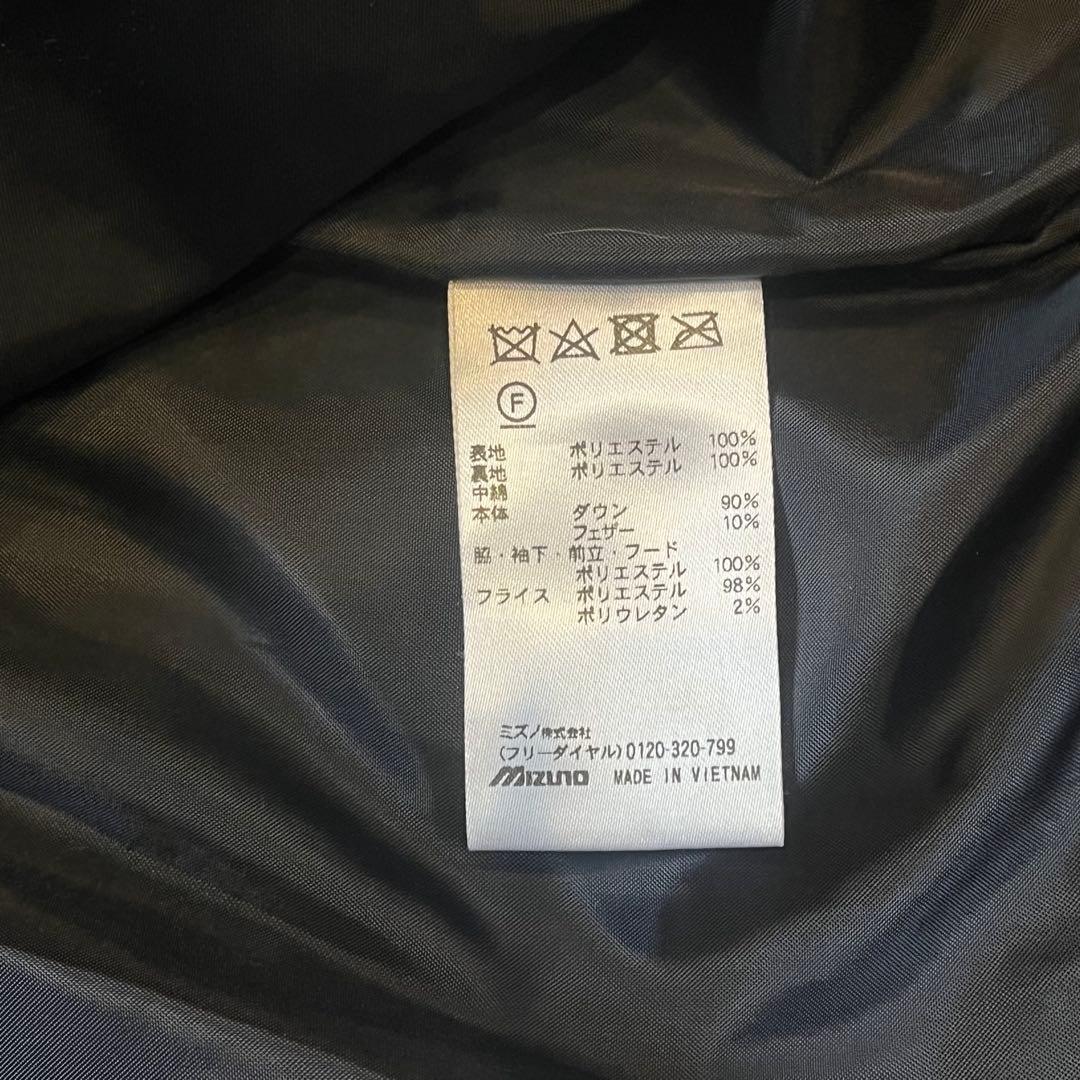 F
表地 ポリエステル 100%
裏地 ポリエステル 100%
中綿
本体 ダウン 90%
フェザー 10%
脇・袖下・前立・フード
ポリエステル 100%
フライス ポリエステル 98%
ポリウレタン 2%
ミズノ株式会社
(フリーダイヤル)0120-320-799
MIZUNO MADE IN VIETNAM